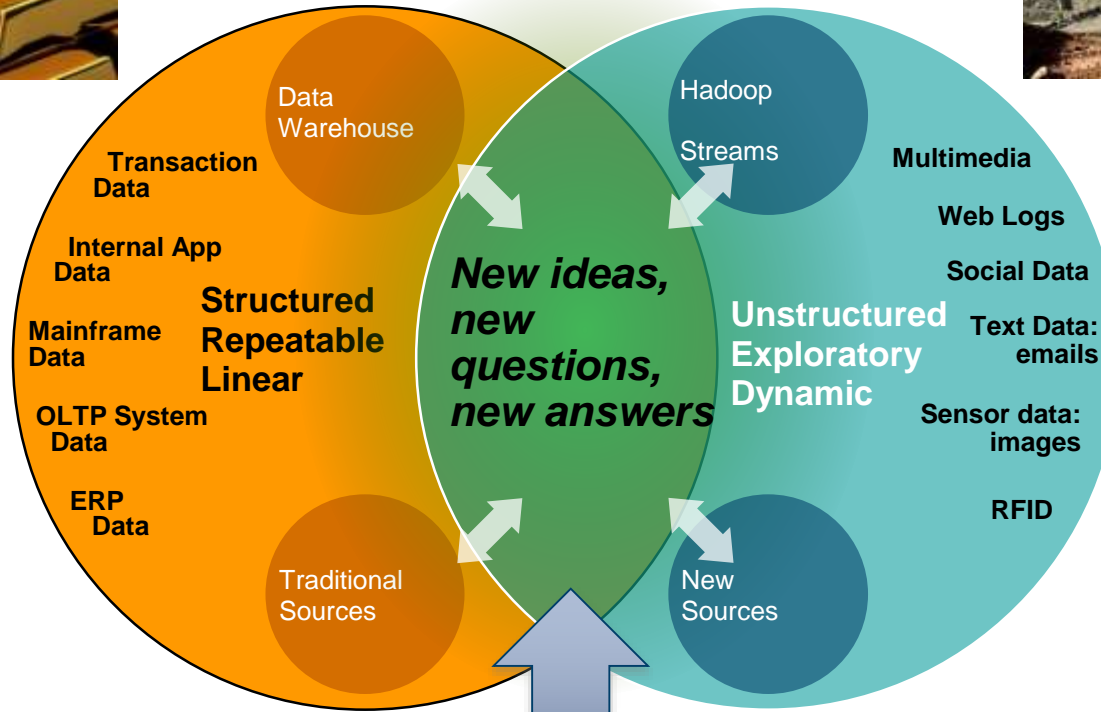 Data
Warehouse
Transaction
Data
Internal App
Data
Mainframe
Data
OLTP System
Data
ERP
Data
Structured
Repeatable
Linear
Traditional
Sources
New ideas,
new
questions,
new answers
Hadoop
Streams
Unstructured
Exploratory
Dynamic
New
Sources
Multimedia
Web Logs
Social Data
Text Data:
emails
Sensor data:
images
RFID